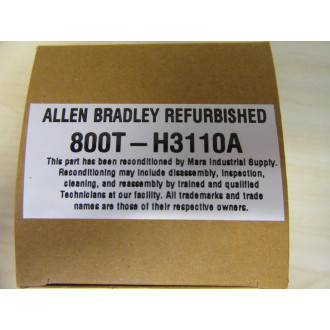 ALLEN BRADLEY REFURBISHED
800T-H3110A
This part has been reconditioned by Mara Industrial Supply.
Reconditioning may include disassembly, inspection,
cleaning, and reassembly by trained and qualified
Technicians at our facility. All trademarks and trade
names are those of their respective owners.